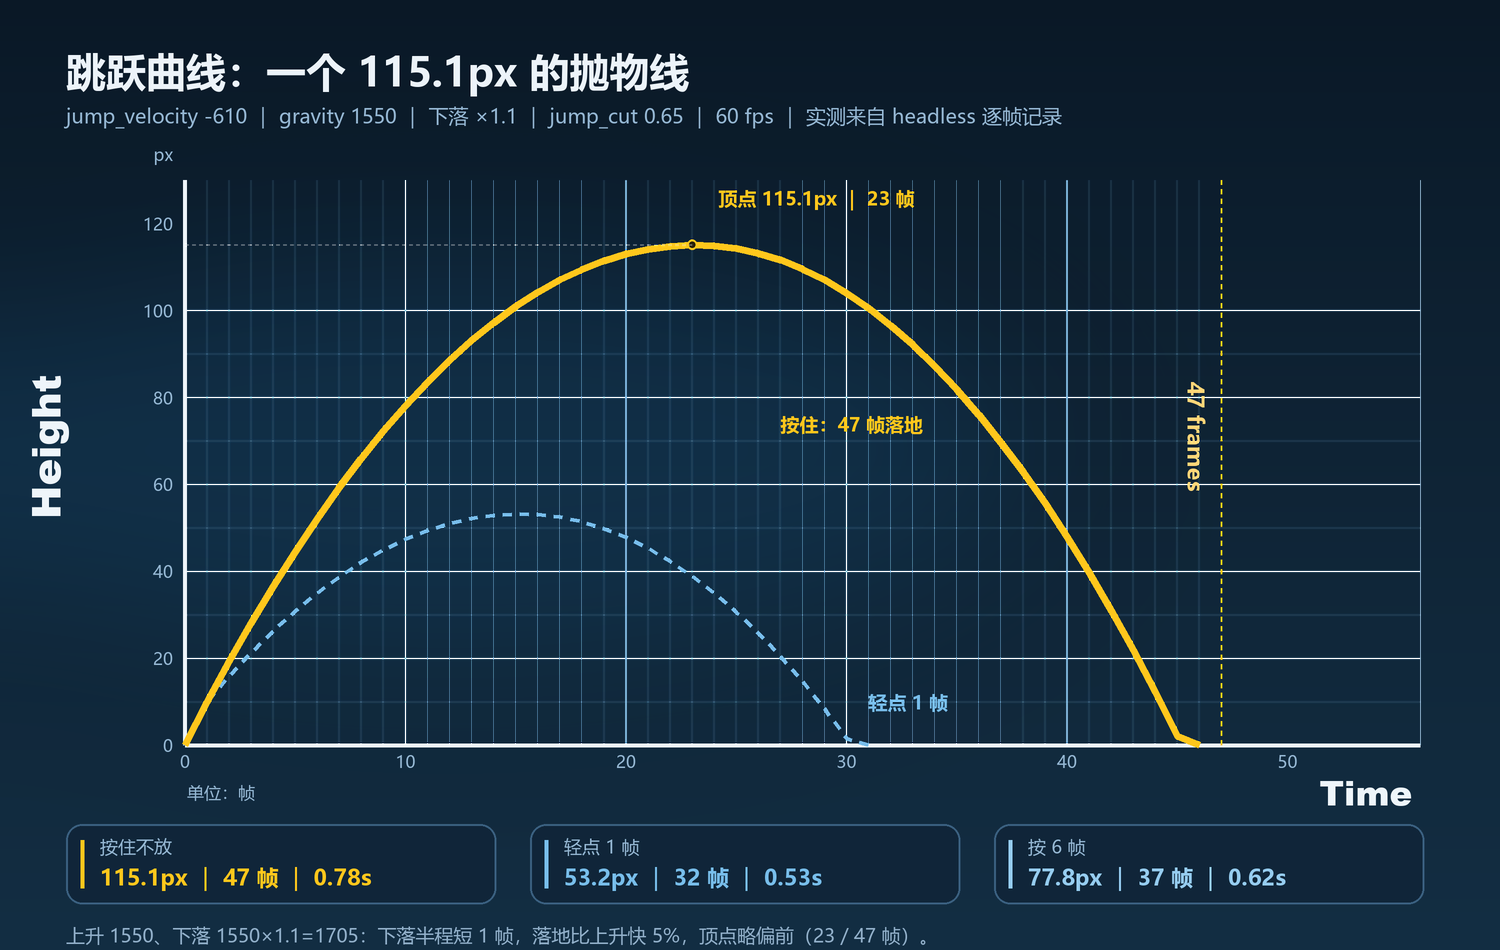 跳跃曲线：一个 115.1px 的抛物线
jump_velocity -610 | gravity 1550 | 下落 ×1.1 | jump_cut 0.65 | 60 fps | 实测来自 headless 逐帧记录
px
顶点 115.1px | 23 帧
120
100
80
60
40
20
0
Height
按住：47 帧落地
47 frames
轻点 1 帧
0 10 20 30 40 50
单位：帧
Time
按住不放
115.1px | 47 帧 | 0.78s
轻点 1 帧
53.2px | 32 帧 | 0.53s
按 6 帧
77.8px | 37 帧 | 0.62s
上升 1550、下落 1550×1.1=1705：下落半程短 1 帧，落地比上升快 5%，顶点略偏前（23 / 47 帧）。